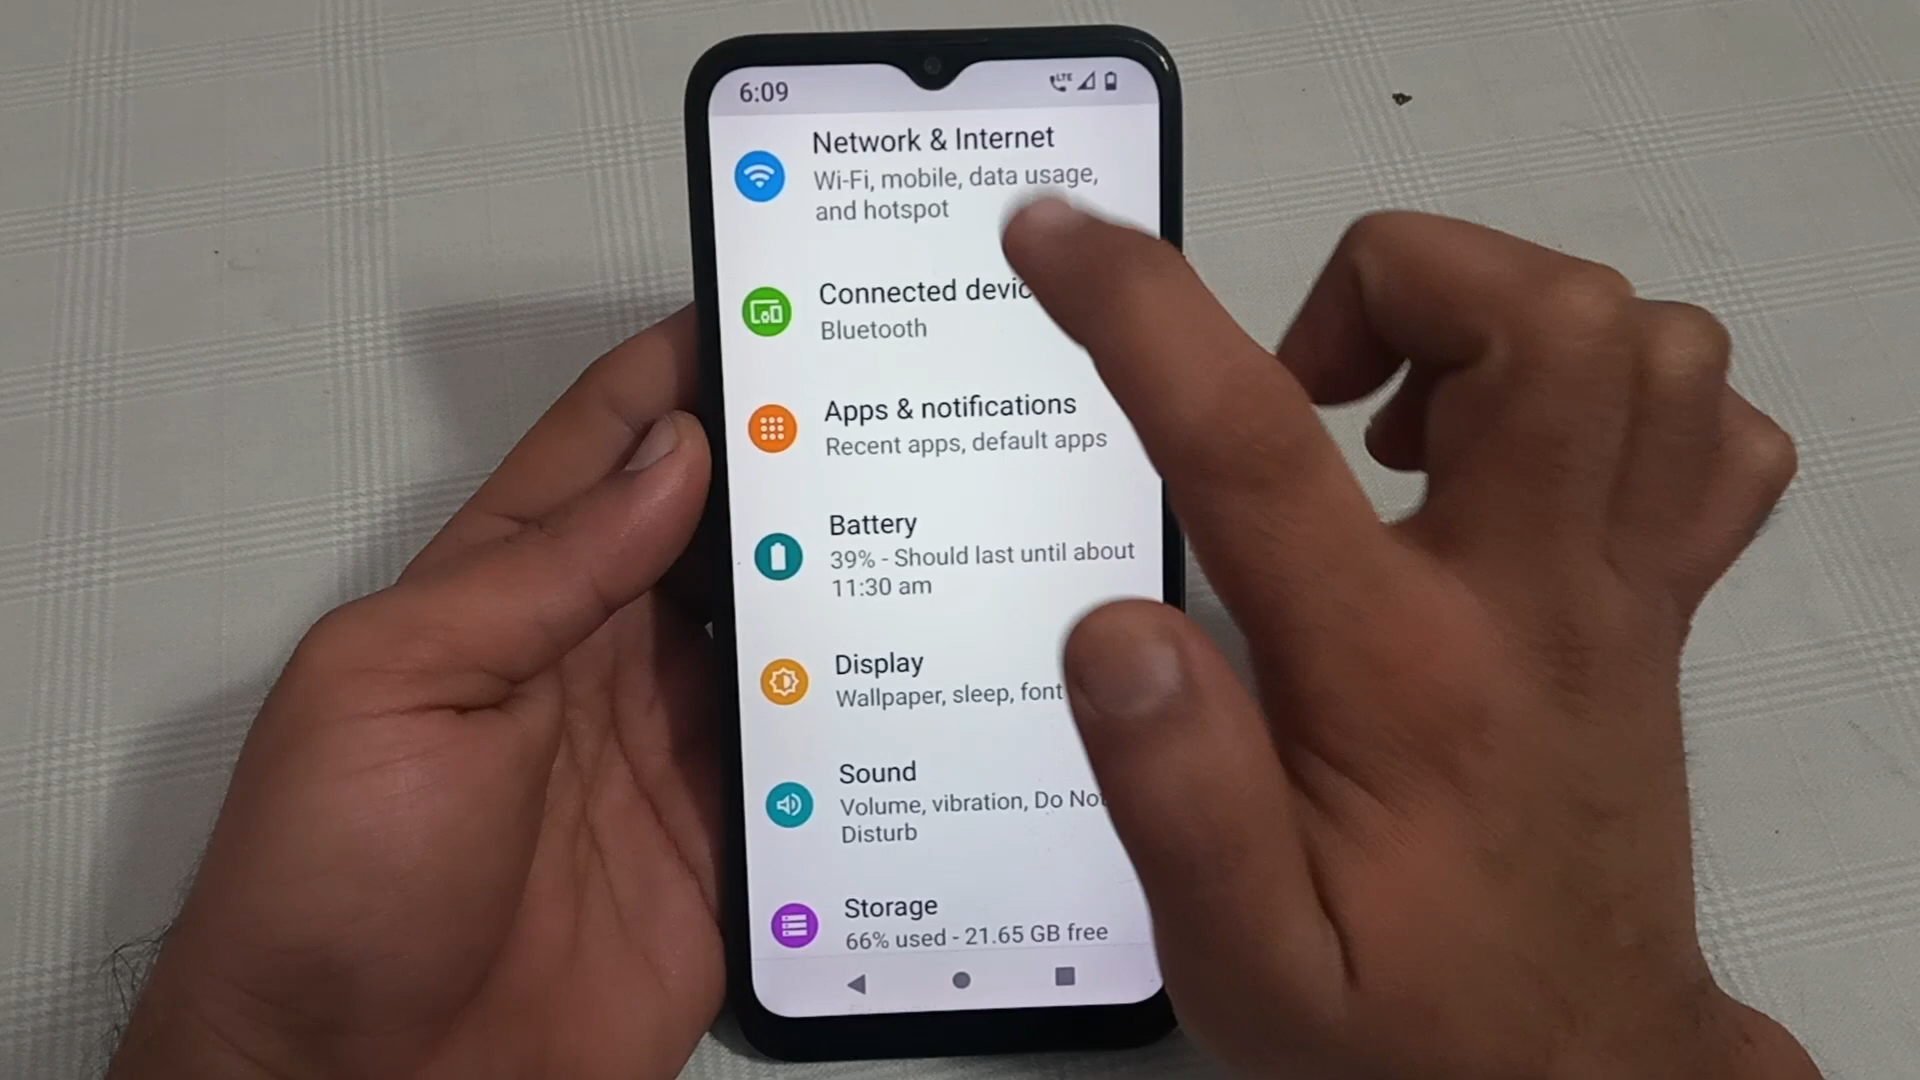 6:09
LTE
Network & Internet
Wi-Fi, mobile, data usage,
and hotspot
Connected devic
Bluetooth
Apps & notifications
Recent apps, default apps
Battery
39% - Should last until about
11:30 am
Display
Wallpaper, sleep, font
Sound
Volume, vibration, Do Not
Disturb
Storage
66% used - 21.65 GB free